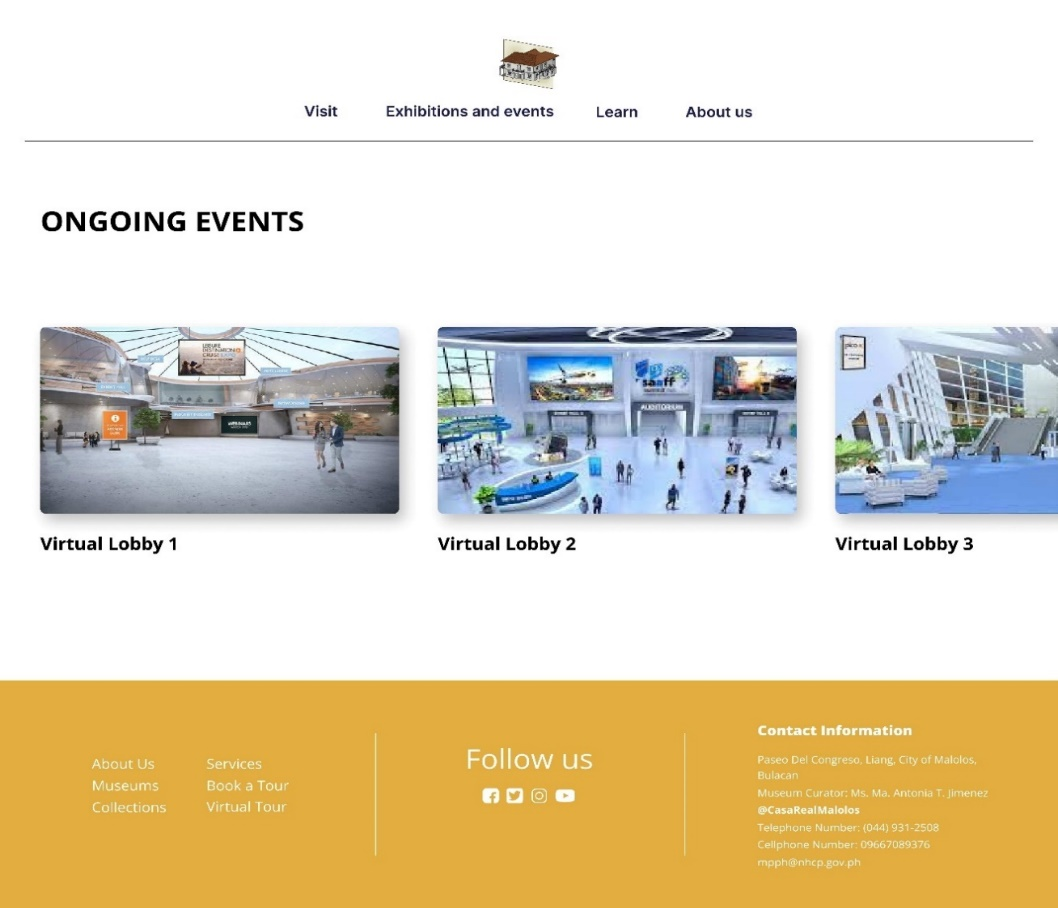 Visit
Exhibitions and events
Learn
About us
ONGOING EVENTS
saaff
AUDITORIUM
Virtual Lobby 1
Virtual Lobby 2
Virtual Lobby 3
About Us
Museums
Collections
Services
Book a Tour
Virtual Tour
Follow us
Contact Information
Paseo Del Congreso, Liang, City of Malolos,
Bulacan
Museum Curator: Ms. Ma. Antonia T. Jimenez
@CasaRealMalolos
Telephone Number: (044) 931-2508
Cellphone Number: 09667089376
mpph@nhcp.gov.ph